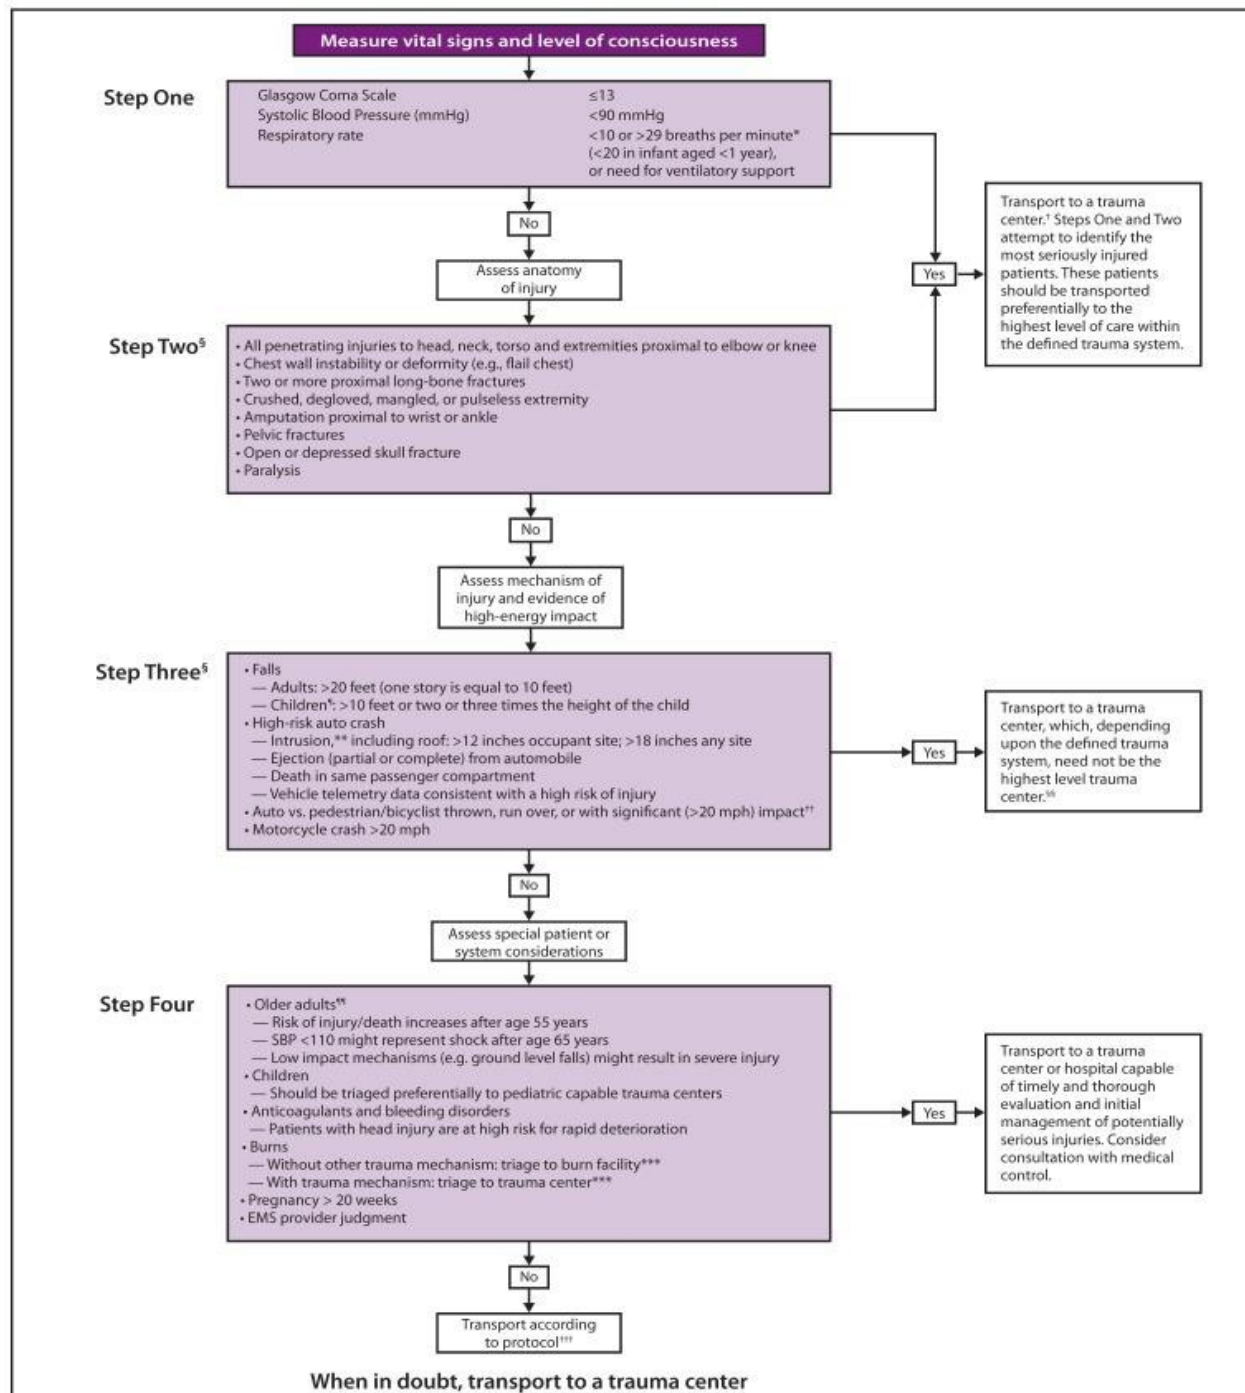 Measure vital signs and level of consciousness
Step One
Glasgow Coma Scale ≤13
Systolic Blood Pressure (mmHg) <90 mmHg
Respiratory rate <10 or >29 breaths per minute*
(<20 in infant aged <1 year),
or need for ventilatory support
No
Assess anatomy
of injury
Yes
Transport to a trauma
center.† Steps One and Two
attempt to identify the
most seriously injured
patients. These patients
should be transported
preferentially to the
highest level of care within
the defined trauma system.
Step Two§
• All penetrating injuries to head, neck, torso and extremities proximal to elbow or knee
• Chest wall instability or deformity (e.g., flail chest)
• Two or more proximal long-bone fractures
• Crushed, degloved, mangled, or pulseless extremity
• Amputation proximal to wrist or ankle
• Pelvic fractures
• Open or depressed skull fracture
• Paralysis
No
Assess mechanism of
injury and evidence of
high-energy impact
Step Three§
• Falls
— Adults: >20 feet (one story is equal to 10 feet)
— Children¶: >10 feet or two or three times the height of the child
• High-risk auto crash
— Intrusion,** including roof: >12 inches occupant site; >18 inches any site
— Ejection (partial or complete) from automobile
— Death in same passenger compartment
— Vehicle telemetry data consistent with a high risk of injury
• Auto vs. pedestrian/bicyclist thrown, run over, or with significant (>20 mph) impact††
• Motorcycle crash >20 mph
Yes
Transport to a trauma
center, which, depending
upon the defined trauma
system, need not be the
highest level trauma
center.§§
No
Assess special patient or
system considerations
Step Four
• Older adults¶¶
— Risk of injury/death increases after age 55 years
— SBP <110 might represent shock after age 65 years
— Low impact mechanisms (e.g. ground level falls) might result in severe injury
• Children
— Should be triaged preferentially to pediatric capable trauma centers
• Anticoagulants and bleeding disorders
— Patients with head injury are at high risk for rapid deterioration
• Burns
— Without other trauma mechanism: triage to burn facility***
— With trauma mechanism: triage to trauma center***
• Pregnancy > 20 weeks
• EMS provider judgment
Yes
Transport to a trauma
center or hospital capable
of timely and thorough
evaluation and initial
management of potentially
serious injuries. Consider
consultation with medical
control.
No
Transport according
to protocol†††
When in doubt, transport to a trauma center